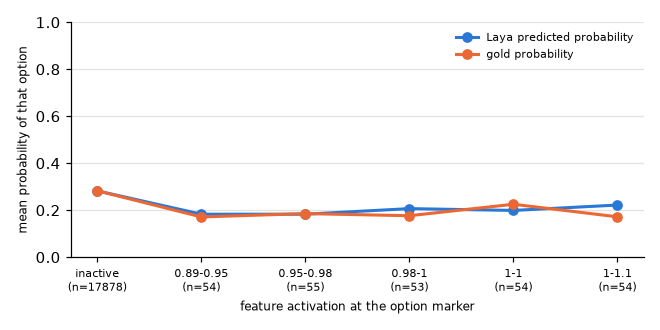 1.0
0.8
0.6
0.4
0.2
0.0
mean probability of that option
Laya predicted probability
gold probability
inactive
(n=17878)
0.89-0.95
(n=54)
0.95-0.98
(n=55)
0.98-1
(n=53)
1-1
(n=54)
1-1.1
(n=54)
feature activation at the option marker